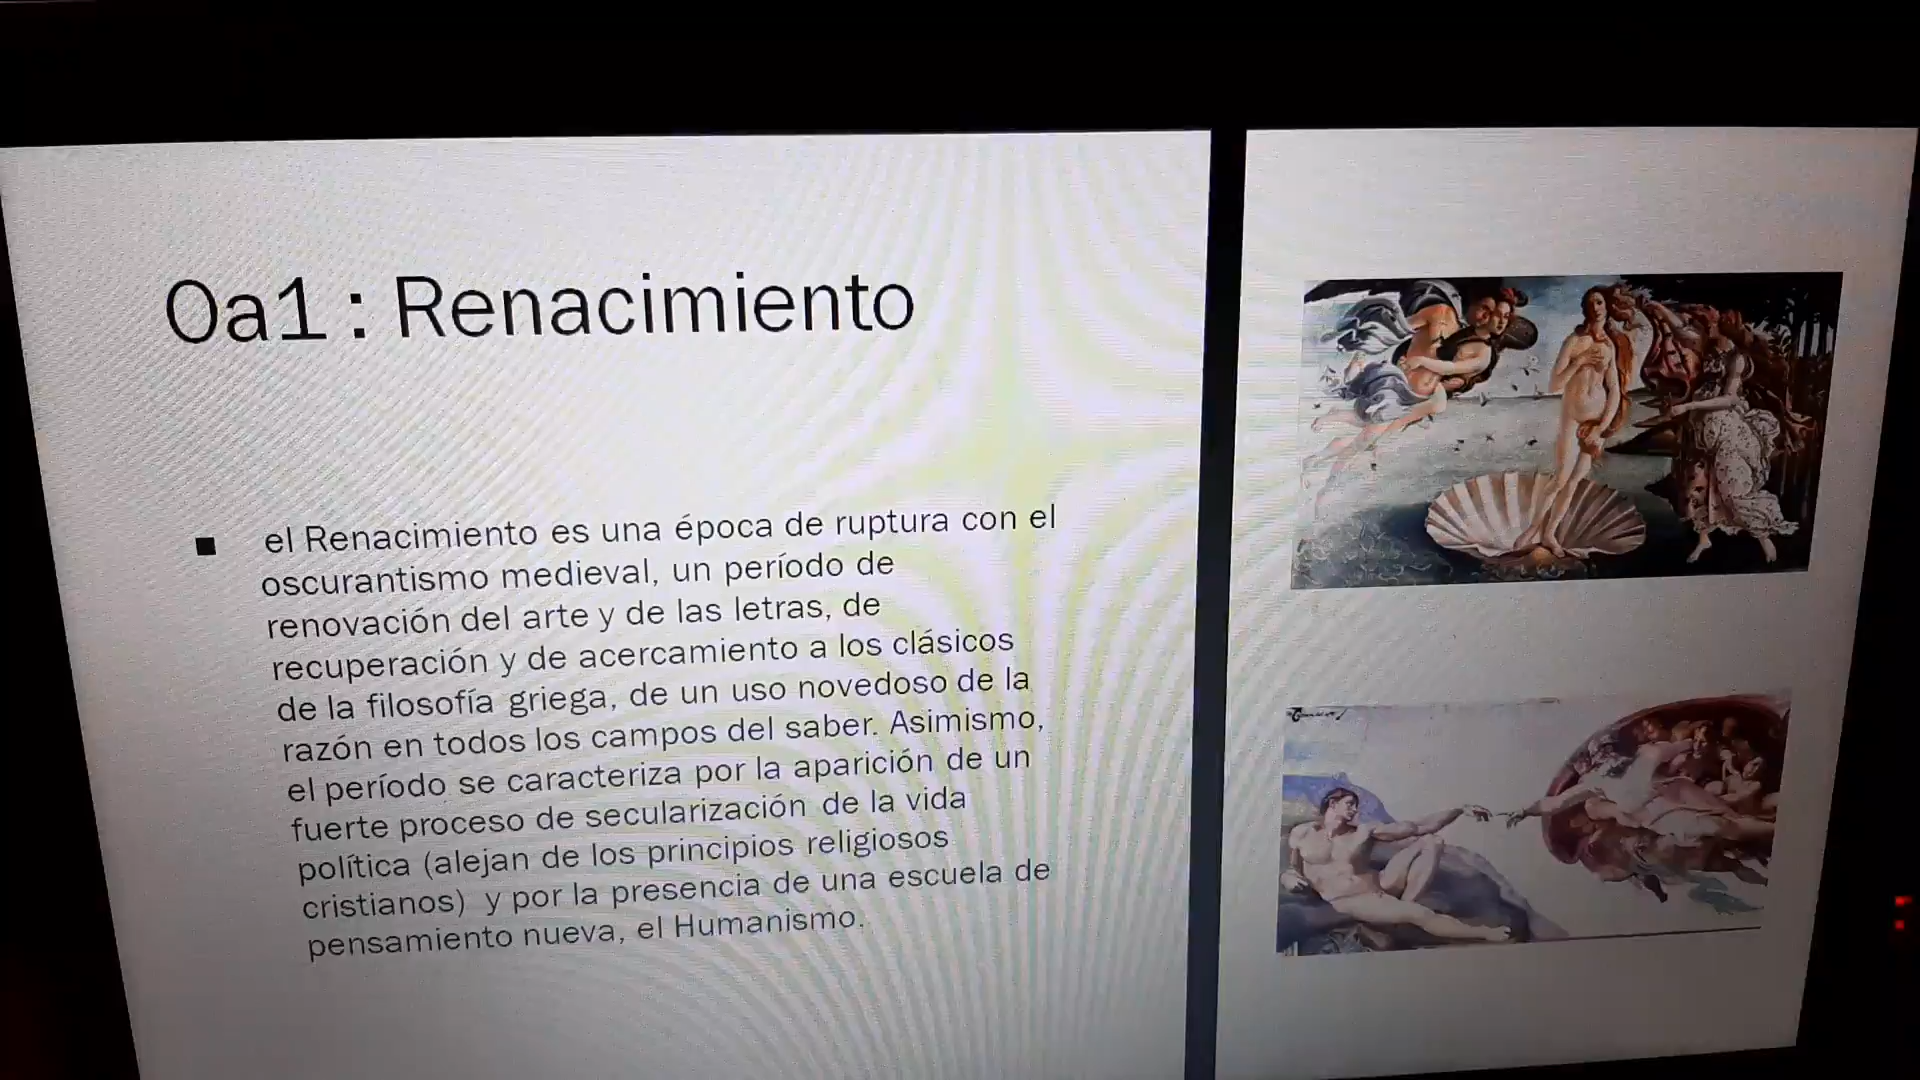 Oa1 : Renacimiento
■ el Renacimiento es una época de ruptura con el
oscurantismo medieval, un período de
renovación del arte y de las letras, de
recuperación y de acercamiento a los clásicos
de la filosofía griega, de un uso novedoso de la
razón en todos los campos del saber. Asimismo,
el período se caracteriza por la aparición de un
fuerte proceso de secularización de la vida
política (alejan de los principios religiosos
cristianos) y por la presencia de una escuela de
pensamiento nueva, el Humanismo.